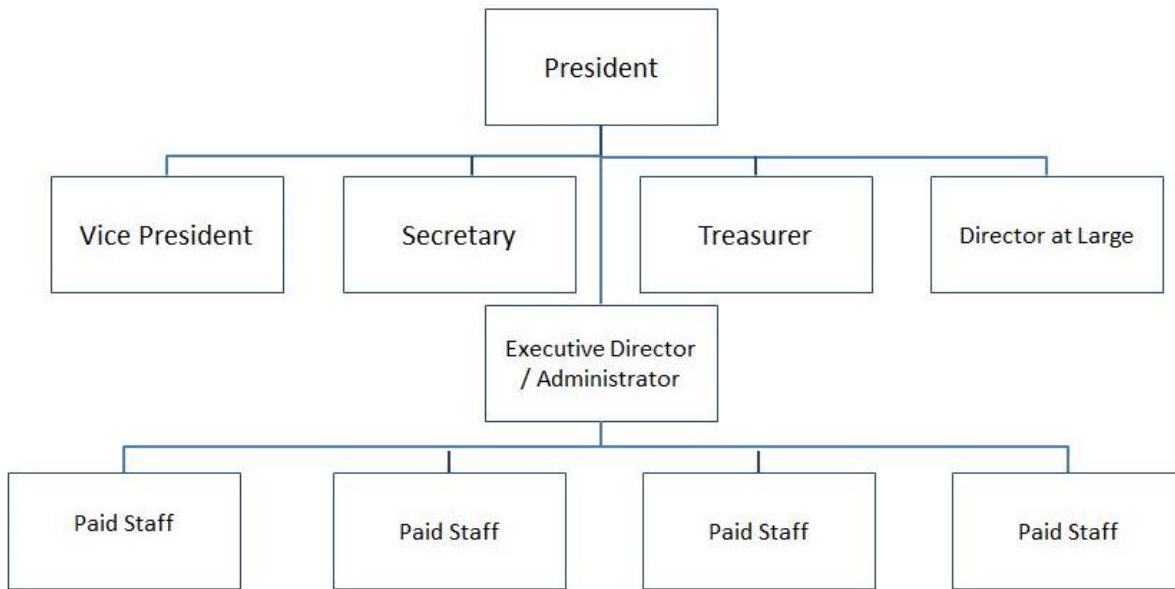 President
Vice President
Secretary
Treasurer
Director at Large
Executive Director
/ Administrator
Paid Staff
Paid Staff
Paid Staff
Paid Staff